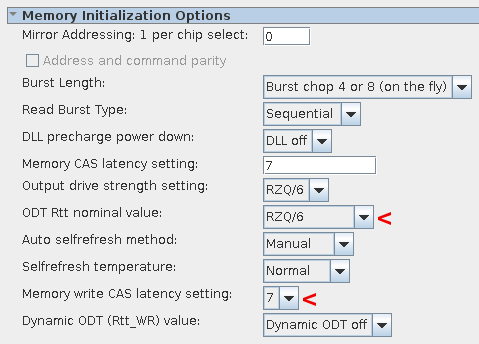 Memory Initialization Options
Mirror Addressing: 1 per chip select: 0
Address and command parity
Burst Length: Burst chop 4 or 8 (on the fly)
Read Burst Type: Sequential
DLL precharge power down: DLL off
Memory CAS latency setting: 7
Output drive strength setting: RZQ/6
ODT Rtt nominal value: RZQ/6 <
Auto selfrefresh method: Manual
Selfrefresh temperature: Normal
Memory write CAS latency setting: 7 <
Dynamic ODT (Rtt_WR) value: Dynamic ODT off